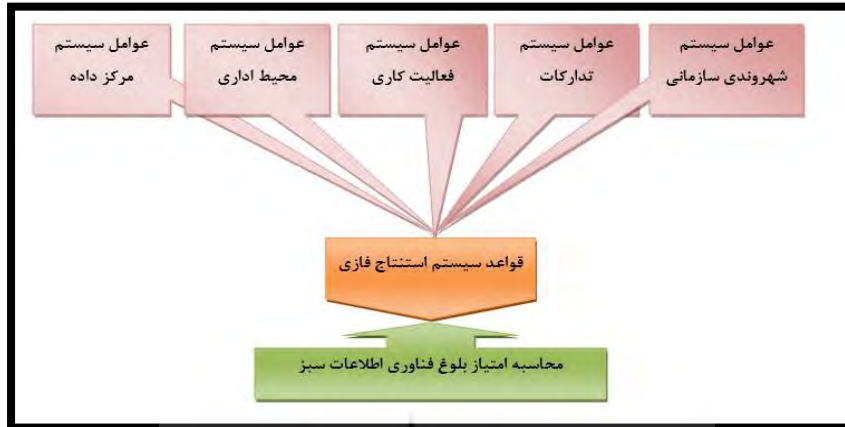 عوامل سیستم
شهروندی سازمانی
عوامل سیستم
تدارکات
عوامل سیستم
فعالیت کاری
عوامل سیستم
محیط اداری
عوامل سیستم
مرکز داده
قواعد سیستم استنتاج فازی
محاسبه امتیاز بلوغ فناوری اطلاعات سبز